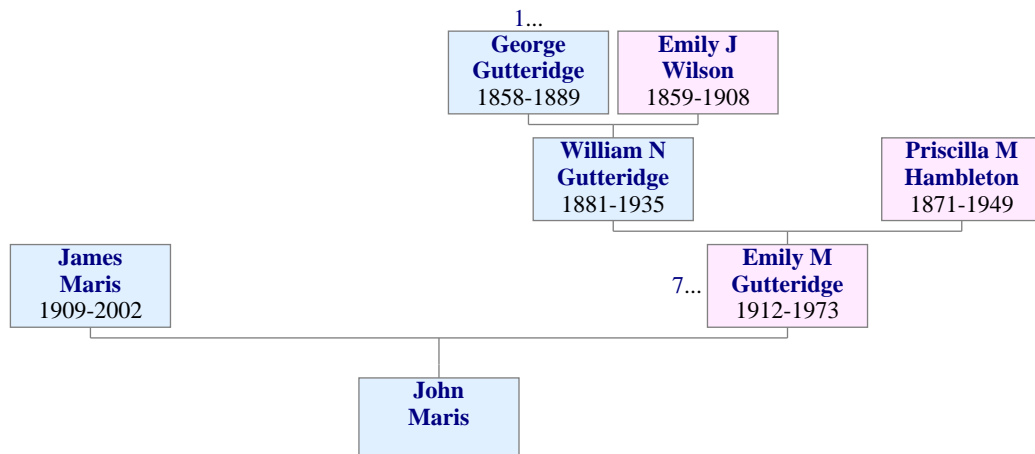 1...
George
Gutteridge
1858-1889
Emily J
Wilson
1859-1908
William N
Gutteridge
1881-1935
Priscilla M
Hambleton
1871-1949
James
Maris
1909-2002
7...
Emily M
Gutteridge
1912-1973
John
Maris